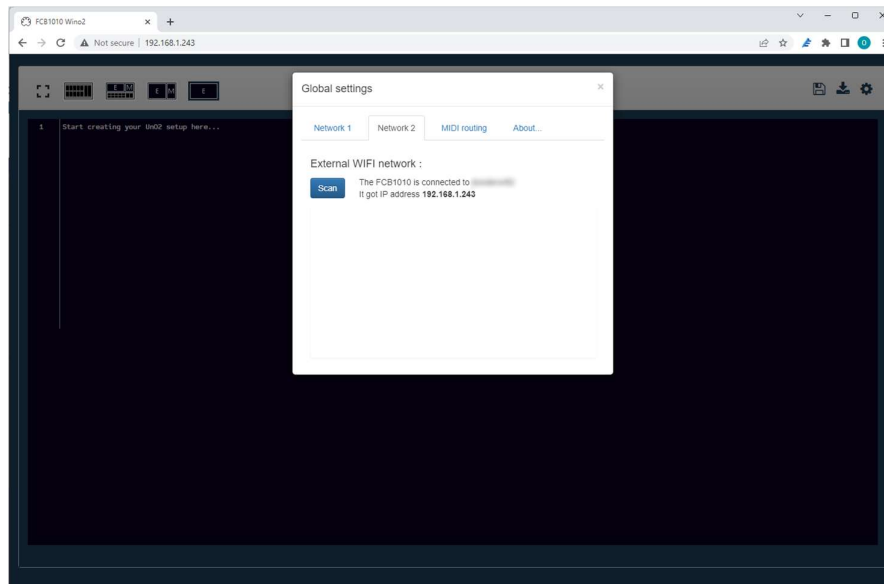 FCB1010 Wino2
Not secure 192.168.1.243
O
E M
E M
E
Global settings
Network 1 Network 2 MIDI routing About...
External WIFI network :
Scan
The FCB1010 is connected to
It got IP address 192.168.1.243
1 Start creating your UnO2 setup here...